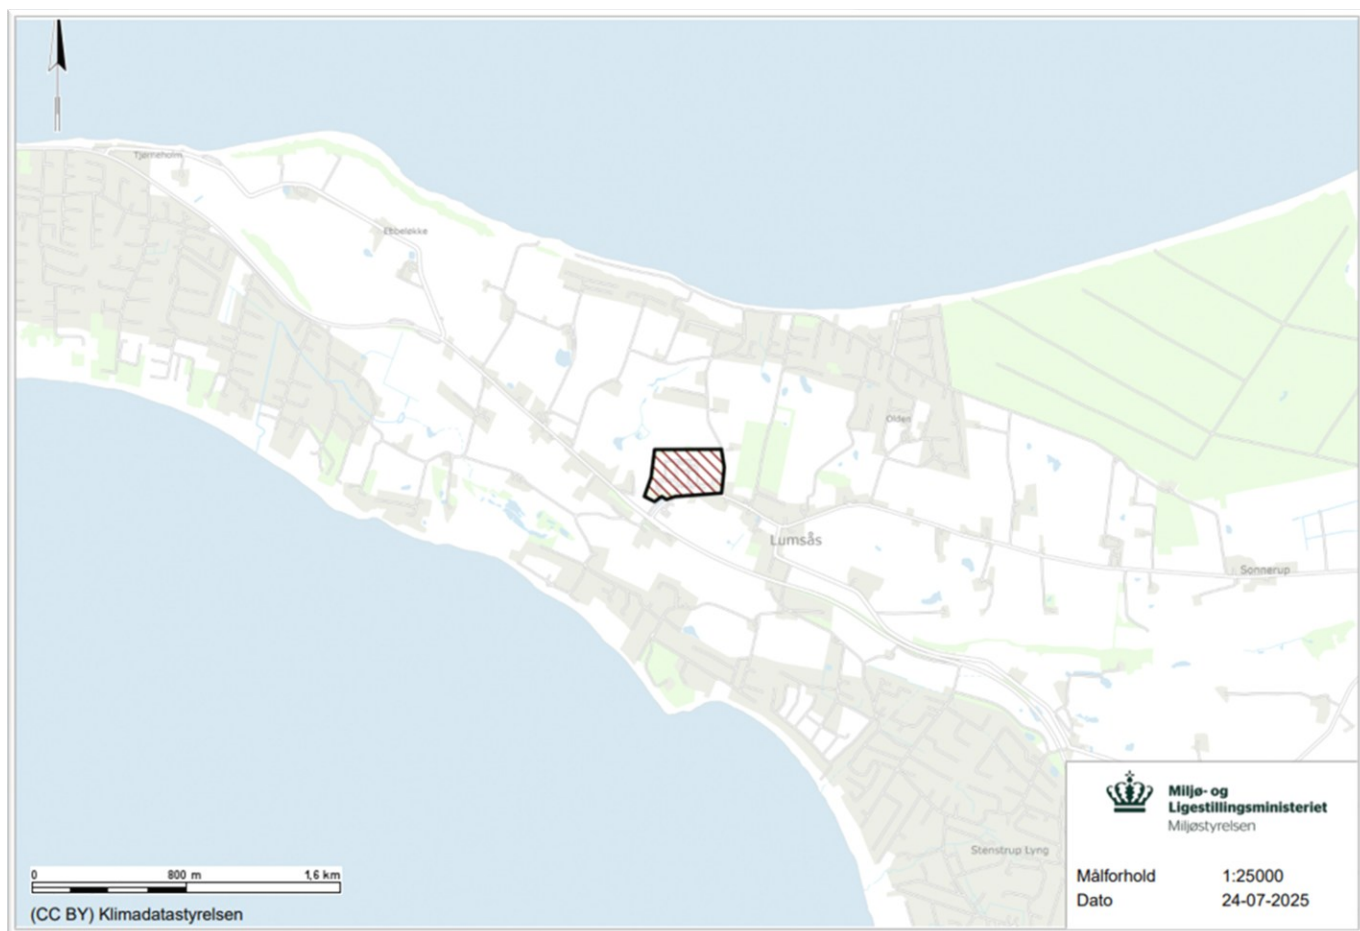 Tjørneholm
Ebbeløkke
Olden
Lumsås
Sonnerup
Stenstrup Lyng
Miljø- og
Ligestillingsministeriet
Miljøstyrelsen
Målforhold 1:25000
Dato 24-07-2025
0 800 m 1,6 km
(CC BY) Klimadatastyrelsen